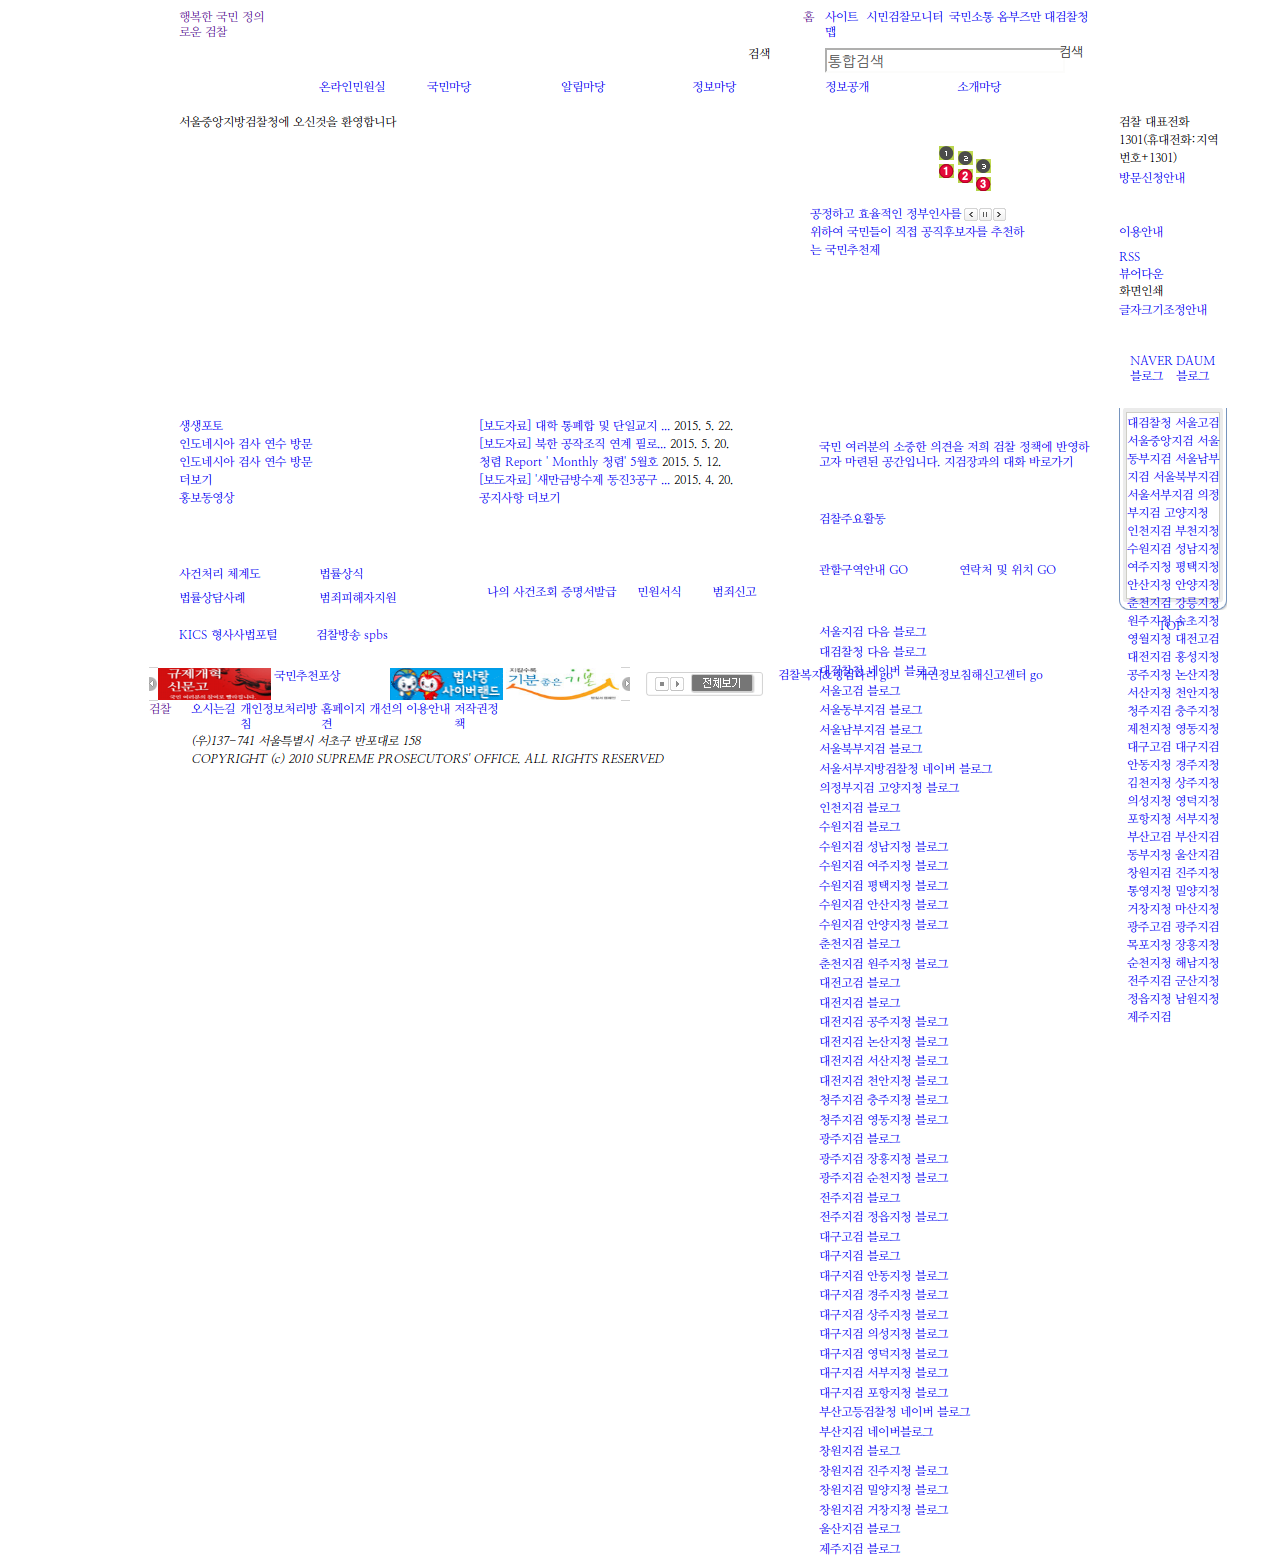 행복한 국민 정의
로운 검찰
홈 사이트맵 시민검찰모니터 국민소통 옴부즈만 대검찰청
검색
통합검색
검색
온라인민원실 국민마당 알림마당 정보마당 정보공개 소개마당
서울중앙지방검찰청에 오신것을 환영합니다
검찰 대표전화
1301(휴대전화:지역
번호+1301)
방문신청안내
1 2 3
1 2 3
공정하고 효율적인 정부인사를
위하여 국민들이 직접 공직후보자를 추천하
는 국민추천제
이용안내
RSS
뷰어다운
화면인쇄
글자크기조정안내
NAVER 블로그
DAUM 블로그
생생포토
인도네시아 검사 연수 방문
인도네시아 검사 연수 방문
더보기
홍보동영상
[보도자료] 대학 통폐합 및 단일교지 ... 2015. 5. 22.
[보도자료] 북한 공작조직 연계 필로... 2015. 5. 20.
청렴 Report ' Monthly 청렴' 5월호 2015. 5. 12.
[보도자료] '새만금방수제 동진3공구 ... 2015. 4. 20.
공지사항 더보기
국민 여러분의 소중한 의견을 저희 검찰 정책에 반영하
고자 마련된 공간입니다. 지검장과의 대화 바로가기
검찰주요활동
관할구역안내 GO 연락처 및 위치 GO
사건처리 체계도 법률상식
법률상담사례 범죄피해자지원
나의 사건조회 증명서발급 민원서식 범죄신고
KICS 형사사법포털 검찰방송 spbs
규제개혁
신문고
국민추천포상
법사랑
사이버랜드
기분 좋은 기본
전체보기
검찰복지&청렴다리 go 개인정보침해신고센터 go
검찰 오시는길 개인정보처리방침 홈페이지 개선의견 이용안내 저작권정책
(우)137-741 서울특별시 서초구 반포대로 158
COPYRIGHT (c) 2010 SUPREME PROSECUTORS' OFFICE. ALL RIGHTS RESERVED
서울지검 다음 블로그
대검찰청 다음 블로그
대검찰청 네이버 블로그
서울고검 블로그
서울동부지검 블로그
서울남부지검 블로그
서울북부지검 블로그
서울서부지방검찰청 네이버 블로그
의정부지검 고양지청 블로그
인천지검 블로그
수원지검 블로그
수원지검 성남지청 블로그
수원지검 여주지청 블로그
수원지검 평택지청 블로그
수원지검 안산지청 블로그
수원지검 안양지청 블로그
춘천지검 블로그
춘천지검 원주지청 블로그
대전고검 블로그
대전지검 블로그
대전지검 공주지청 블로그
대전지검 논산지청 블로그
대전지검 서산지청 블로그
대전지검 천안지청 블로그
청주지검 충주지청 블로그
청주지검 영동지청 블로그
광주지검 블로그
광주지검 장흥지청 블로그
광주지검 순천지청 블로그
전주지검 블로그
전주지검 정읍지청 블로그
대구고검 블로그
대구지검 블로그
대구지검 안동지청 블로그
대구지검 경주지청 블로그
대구지검 상주지청 블로그
대구지검 의성지청 블로그
대구지검 영덕지청 블로그
대구지검 서부지청 블로그
대구지검 포항지청 블로그
부산고등검찰청 네이버 블로그
부산지검 네이버블로그
창원지검 블로그
창원지검 진주지청 블로그
창원지검 밀양지청 블로그
창원지검 거창지청 블로그
울산지검 블로그
제주지검 블로그
대검찰청 서울고검
서울중앙지검 서울
동부지검 서울남부
지검 서울북부지검
서울서부지검 의정
부지검 고양지청
인천지검 부천지청
수원지검 성남지청
여주지청 평택지청
안산지청 안양지청
춘천지검 강릉지청
원주지청 속초지청
TOP
영월지청 대전고검
대전지검 홍성지청
공주지청 논산지청
서산지청 천안지청
청주지검 충주지청
제천지청 영동지청
대구고검 대구지검
안동지청 경주지청
김천지청 상주지청
의성지청 영덕지청
포항지청 서부지청
부산고검 부산지검
동부지청 울산지검
창원지검 진주지청
통영지청 밀양지청
거창지청 마산지청
광주고검 광주지검
목포지청 장흥지청
순천지청 해남지청
전주지검 군산지청
정읍지청 남원지청
제주지검